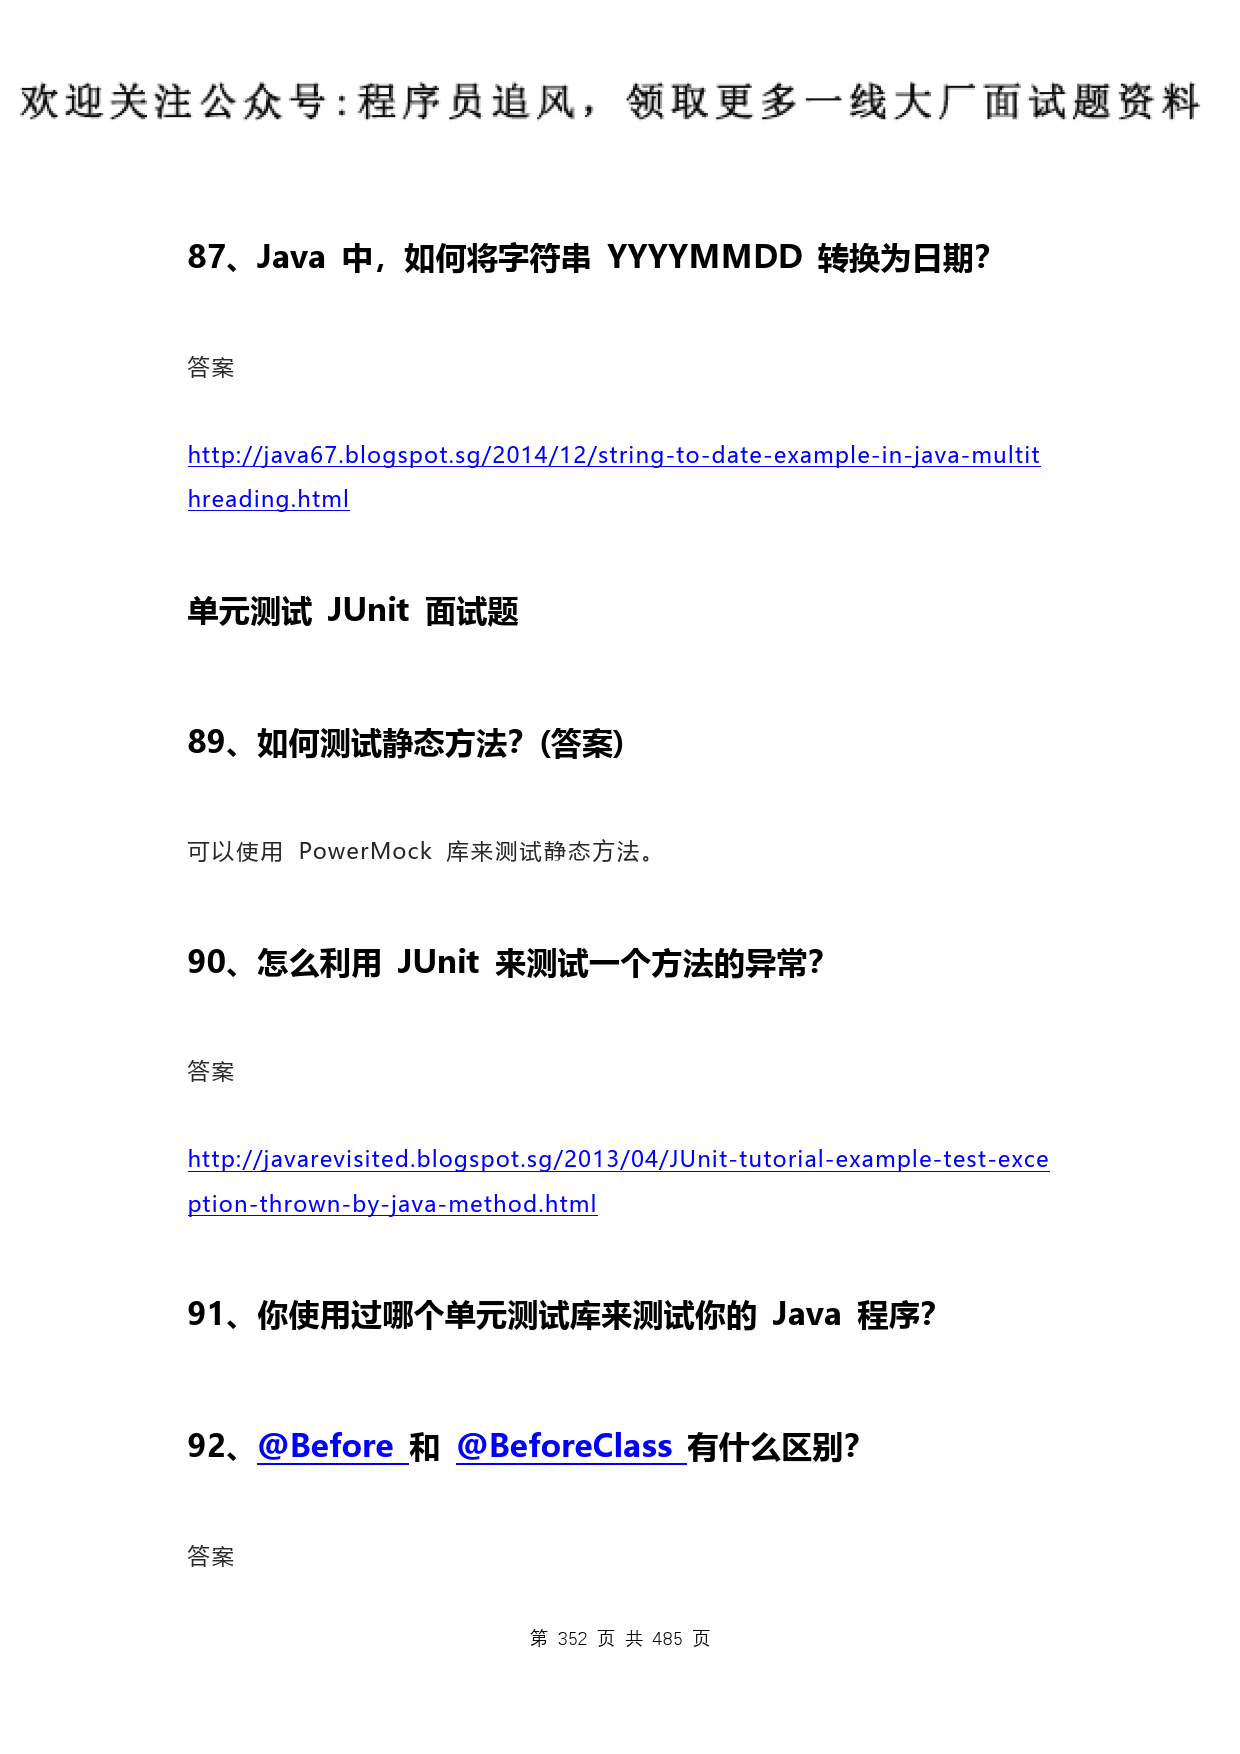 欢迎关注公众号:程序员追风，领取更多一线大厂面试题资料
87、Java 中，如何将字符串 YYYYMMDD 转换为日期？
答案
http://java67.blogspot.sg/2014/12/string-to-date-example-in-java-multit
hreading.html
单元测试 JUnit 面试题
89、如何测试静态方法？(答案)
可以使用 PowerMock 库来测试静态方法。
90、怎么利用 JUnit 来测试一个方法的异常？
答案
http://javarevisited.blogspot.sg/2013/04/JUnit-tutorial-example-test-exce
ption-thrown-by-java-method.html
91、你使用过哪个单元测试库来测试你的 Java 程序？
92、@Before 和 @BeforeClass 有什么区别？
答案
第 352 页 共 485 页